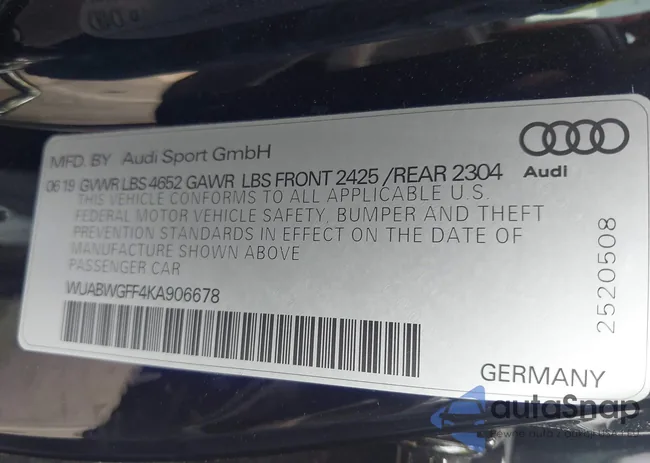 MFD. BY Audi Sport GmbH
Audi
06 19 GVWR LBS 4652 GAWR LBS FRONT 2425 /REAR 2304
THIS VEHICLE CONFORMS TO ALL APPLICABLE U.S.
FEDERAL MOTOR VEHICLE SAFETY, BUMPER AND THEFT
PREVENTION STANDARDS IN EFFECT ON THE DATE OF
MANUFACTURE SHOWN ABOVE
PASSENGER CAR
WUABWGFF4KA906678
2520508
GERMANY
autaSnap